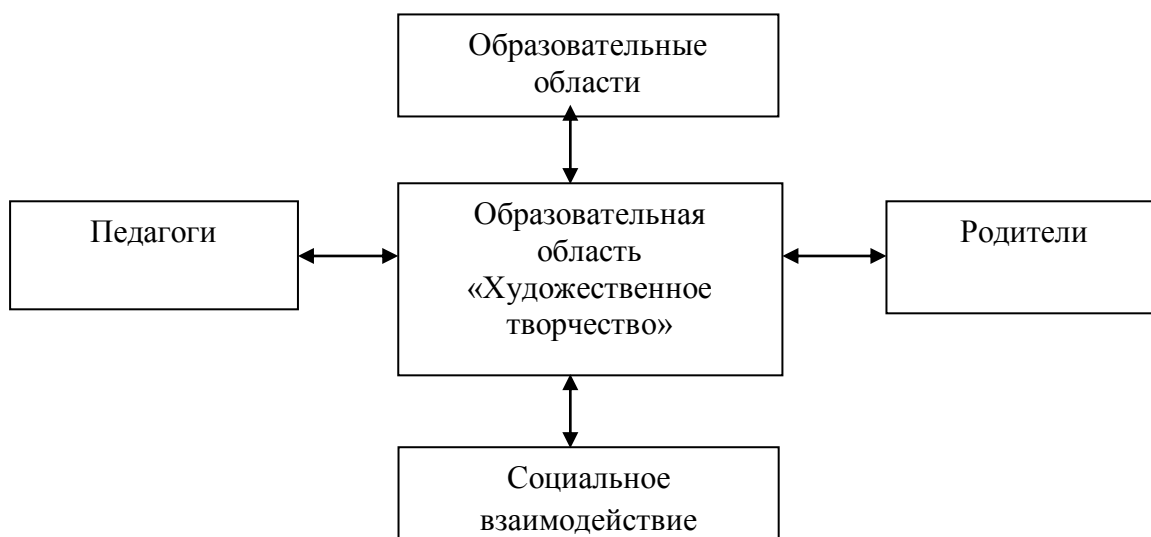 Образовательные
области
Педагоги
Образовательная
область
«Художественное
творчество»
Родители
Социальное
взаимодействие